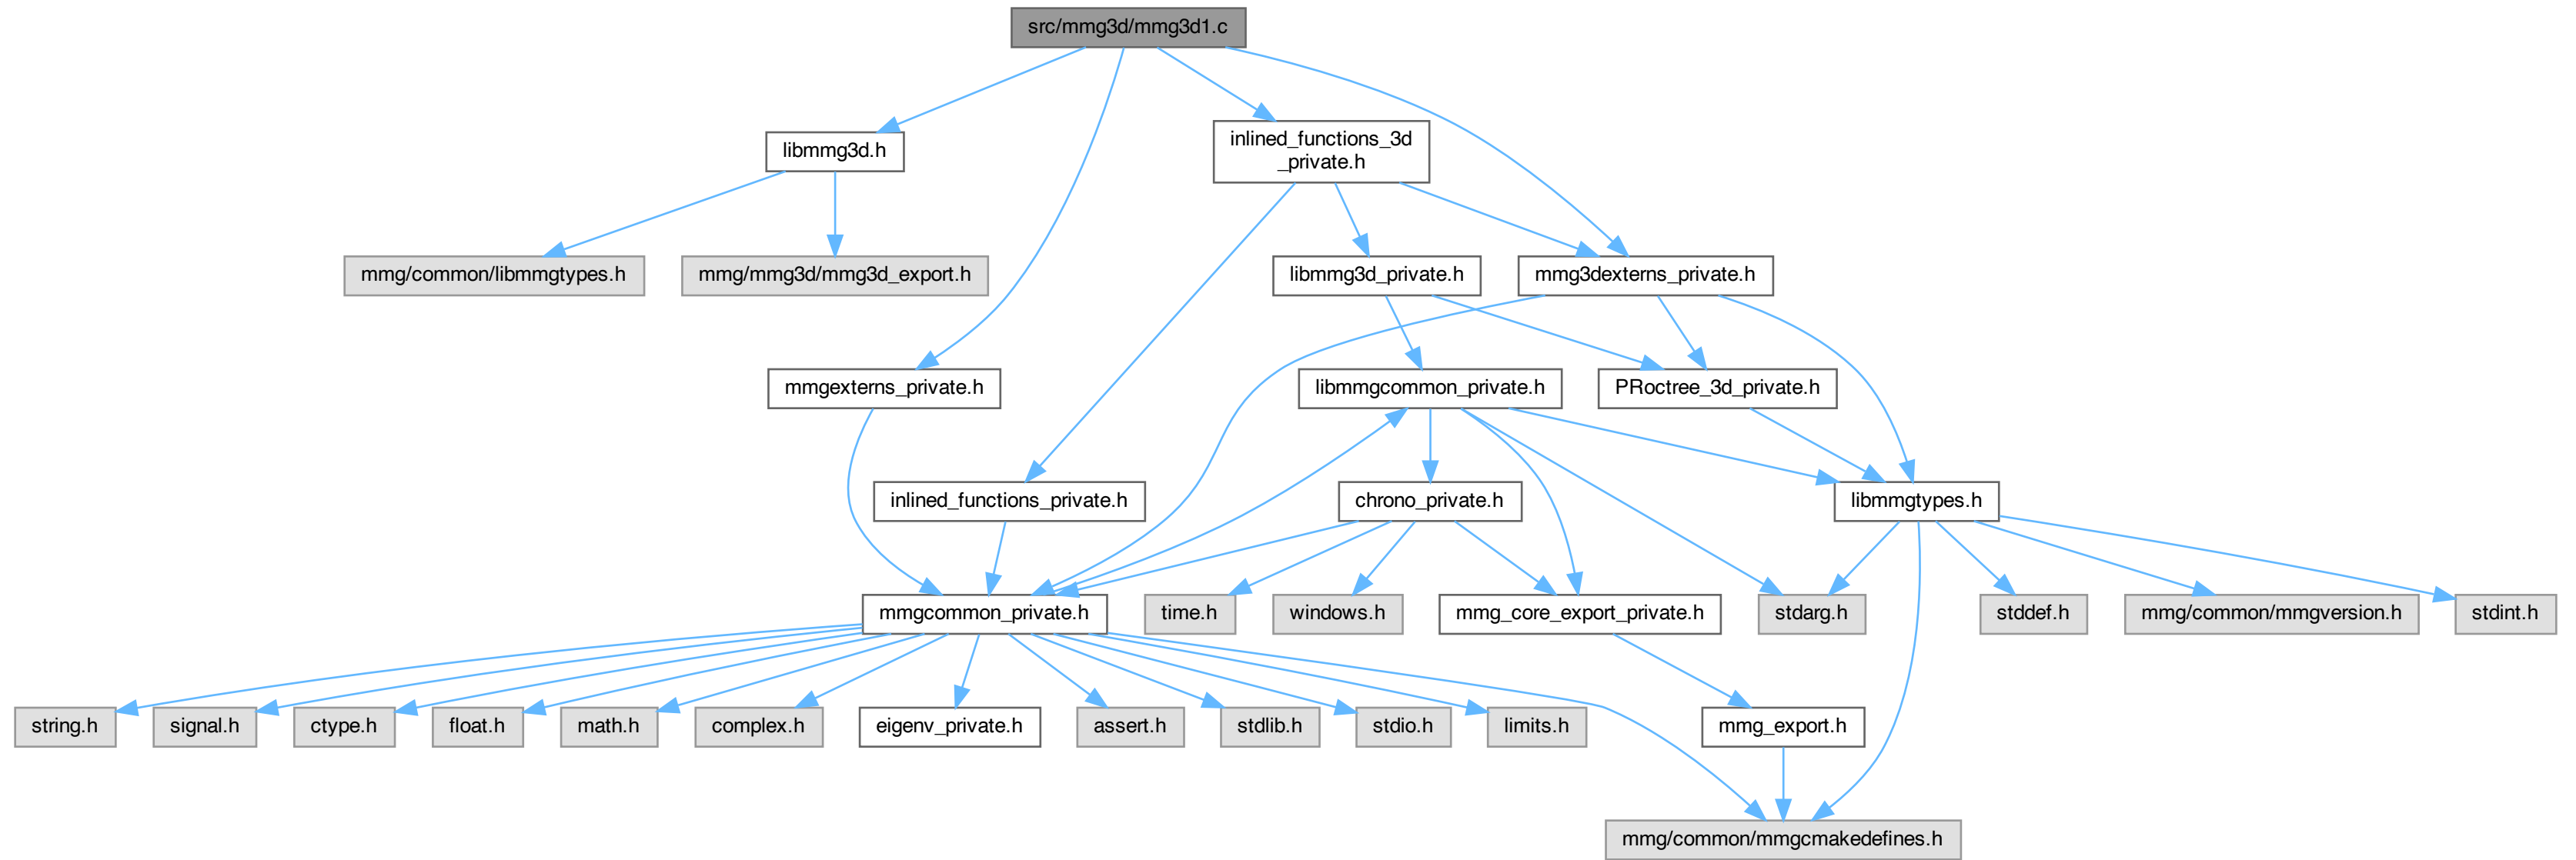 src/mmg3d/mmg3d1.c
libmmg3d.h
inlined_functions_3d
_private.h
mmg/common/libmmgtypes.h
mmg/mmg3d/mmg3d_export.h
libmmg3d_private.h
mmg3dexterns_private.h
mmgexterns_private.h
libmmgcommon_private.h
PRoctree_3d_private.h
inlined_functions_private.h
chrono_private.h
libmmgtypes.h
mmgcommon_private.h
time.h
windows.h
mmg_core_export_private.h
stdarg.h
stddef.h
mmg/common/mmgversion.h
stdint.h
string.h
signal.h
ctype.h
float.h
math.h
complex.h
eigenv_private.h
assert.h
stdlib.h
stdio.h
limits.h
mmg_export.h
mmg/common/mmgcmakedefines.h